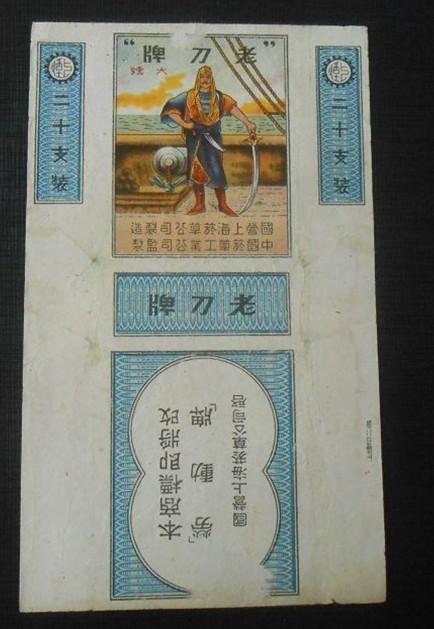 "老刀牌"
國營上海菸草公司製造
中國菸草工業公司監製
二十支裝
二十支裝
老刀牌
本商標即將改
「勞動牌」
國營上海菸草公司啓